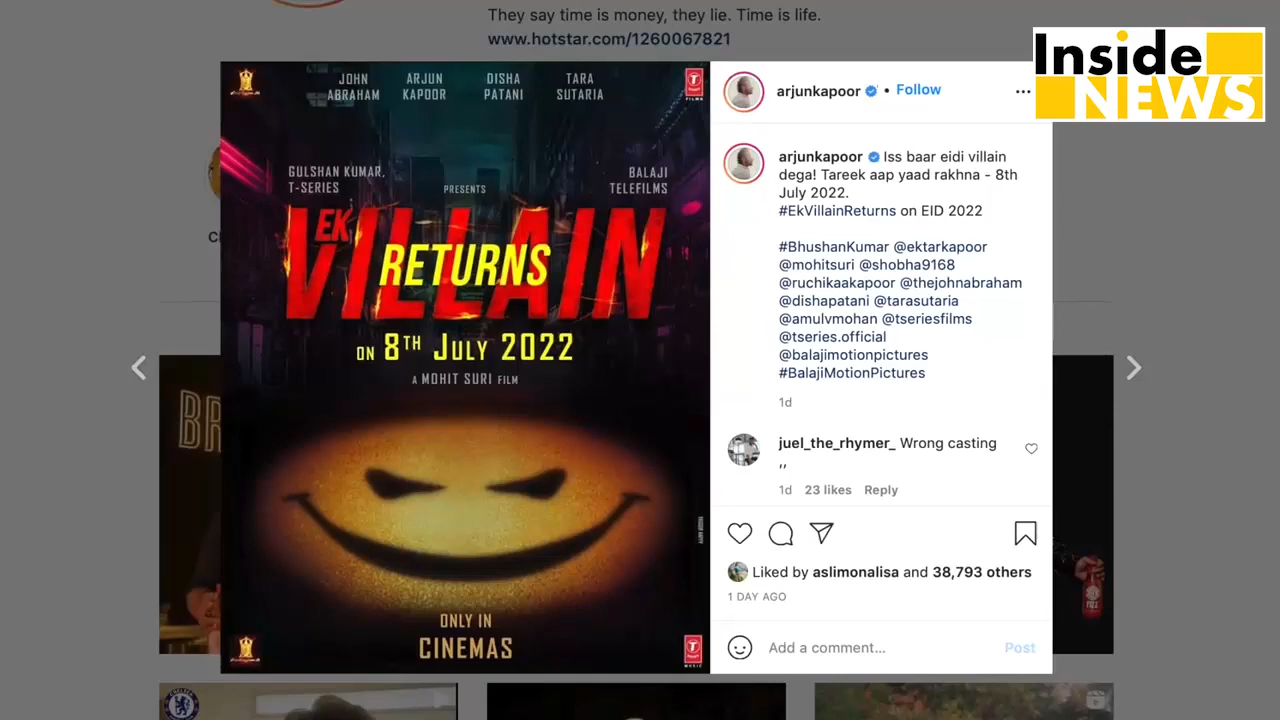 They say time is money, they lie. Time is life.
www.hotstar.com/1260067821
Inside
NEWS
JOHN ABRAHAM
ARJUN KAPOOR
DISHA PATANI
TARA SUTARIA
FILMS
GULSHAN KUMAR,
T-SERIES
PRESENTS
BALAJI
TELEFILMS
EK
VILLAIN
RETURNS
ON 8TH JULY 2022
A MOHIT SURI FILM
ONLY IN
CINEMAS
MUSIC
arjunkapoor • Follow
arjunkapoor Iss baar eidi villain
dega! Tareek aap yaad rakhna - 8th
July 2022.
#EkVillainReturns on EID 2022
#BhushanKumar @ektarkapoor
@mohitsuri @shobha9168
@ruchikaakapoor @thejohnabraham
@dishapatani @tarasutaria
@amulvmohan @tseriesfilms
@tseries.official
@balajimotionpictures
#BalajiMotionPictures
1d
juel_the_rhymer_ Wrong casting
,,
1d 23 likes Reply
Liked by aslimonalisa and 38,793 others
1 DAY AGO
Add a comment... Post
BR
CHELSEA